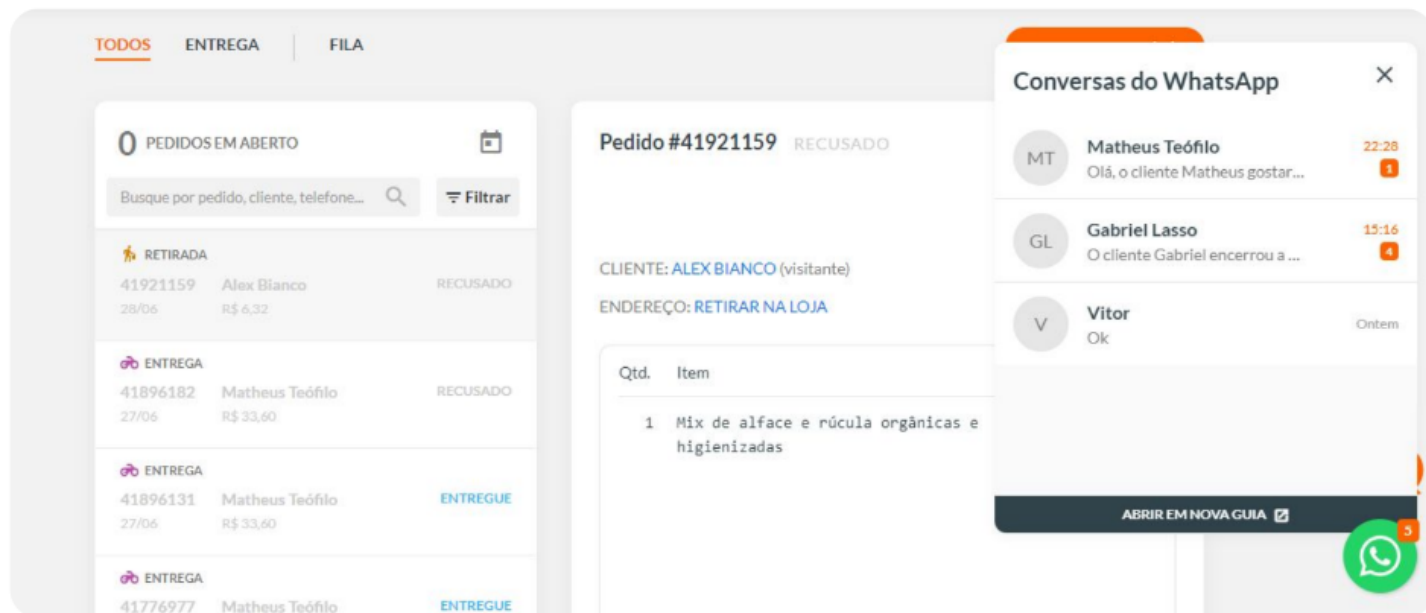 TODOS ENTREGA FILA
0 PEDIDOS EM ABERTO
Busque por pedido, cliente, telefone... Filtrar
RETIRADA
41921159 Alex Bianco RECUSADO
28/06 R$ 6,32
ENTREGA
41896182 Matheus Teófilo RECUSADO
27/06 R$ 33,60
ENTREGA
41896131 Matheus Teófilo ENTREGUE
27/06 R$ 33,60
ENTREGA
41776977 Matheus Teófilo ENTREGUE
Pedido #41921159 RECUSADO
CLIENTE: ALEX BIANCO (visitante)
ENDEREÇO: RETIRAR NA LOJA
Qtd. Item
1 Mix de alface e rúcula orgânicas e
higienizadas
Conversas do WhatsApp
MT Matheus Teófilo 22:28
Olá, o cliente Matheus gostar... 1
GL Gabriel Lasso 15:16
O cliente Gabriel encerrou a ... 4
V Vitor Ontem
Ok
ABRIR EM NOVA GUIA
5